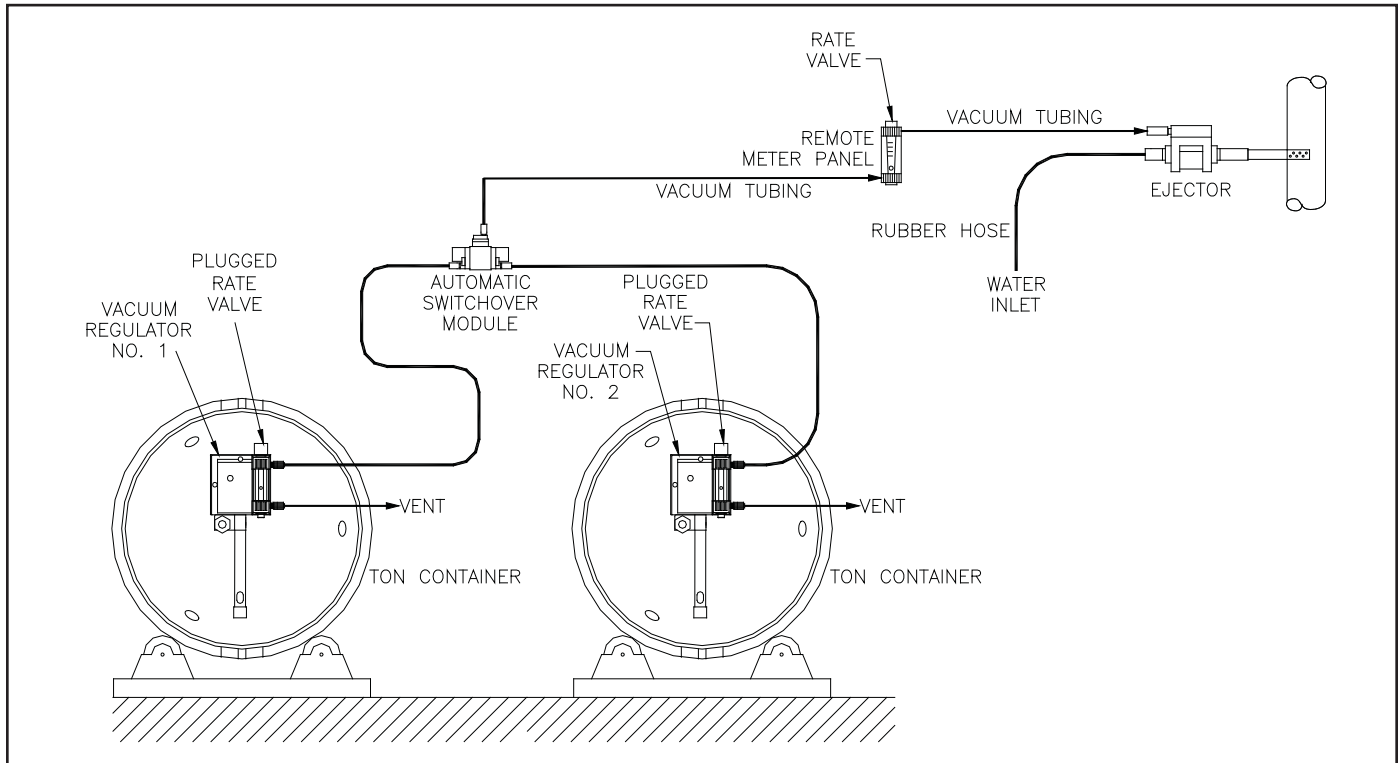 RATE
VALVE
VACUUM TUBING
REMOTE
METER PANEL
VACUUM TUBING
EJECTOR
RUBBER HOSE
WATER
INLET
AUTOMATIC
SWITCHOVER
MODULE
PLUGGED
RATE
VALVE
VACUUM
REGULATOR
NO. 1
PLUGGED
RATE
VALVE
VACUUM
REGULATOR
NO. 2
VENT
VENT
TON CONTAINER
TON CONTAINER